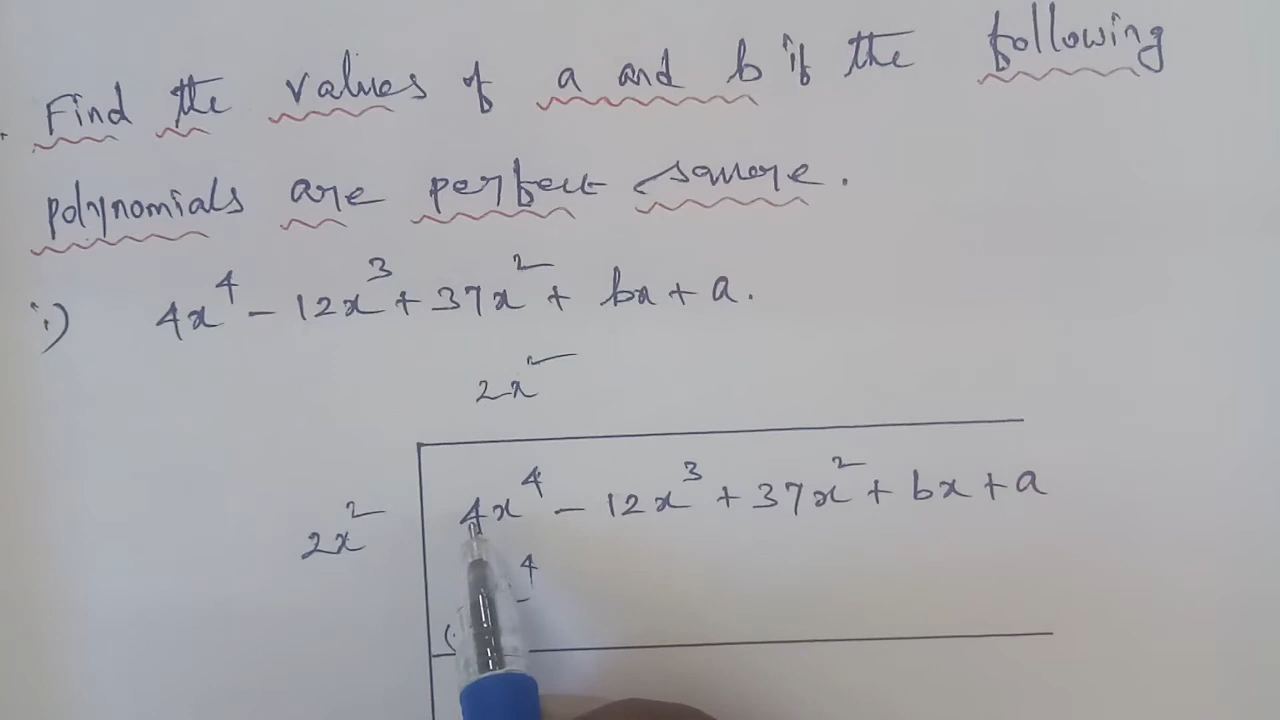 Find the values of a and b if the following
polynomials are perfect square.
i) 4x⁴ - 12x³ + 37x² + bx + a.
2x²
2x² 4x⁴ - 12x³ + 37x² + bx + a
4
(-